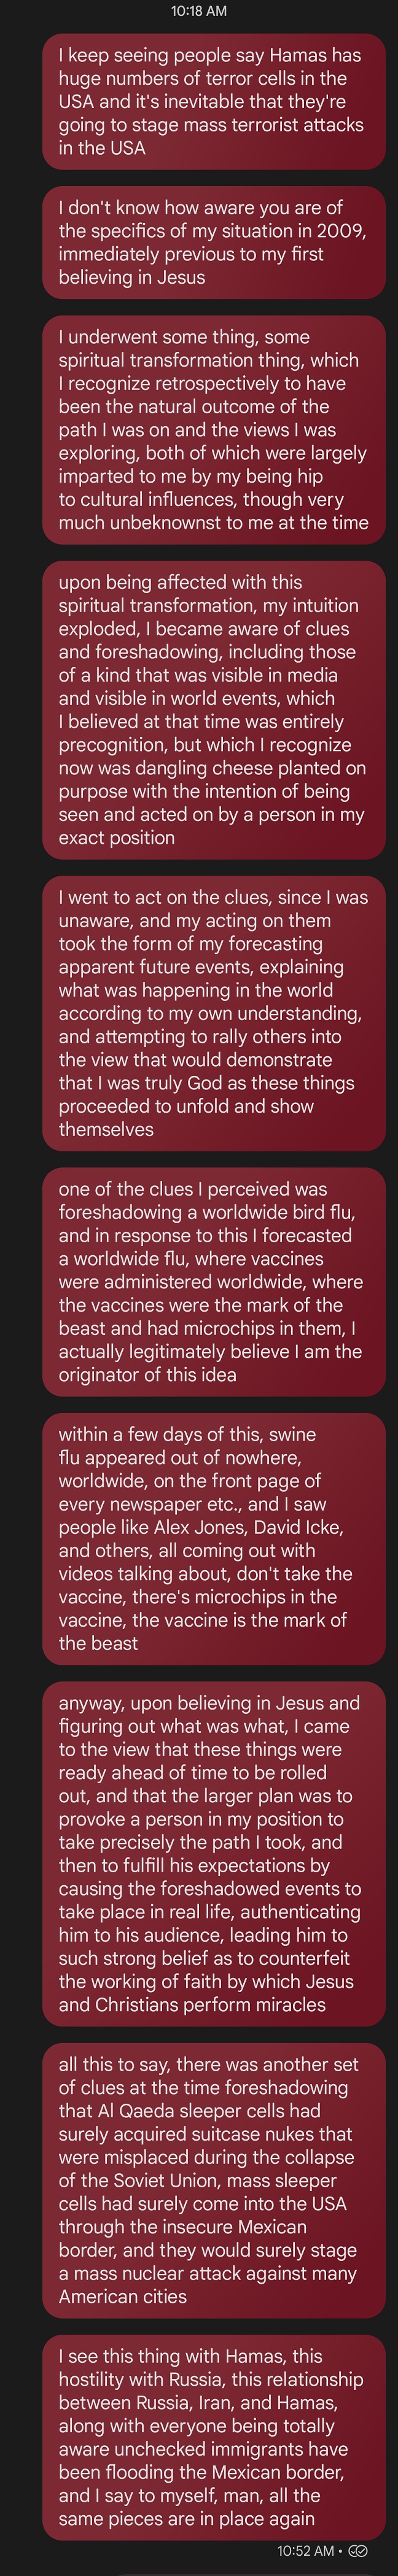 10:18 AM
I keep seeing people say Hamas has
huge numbers of terror cells in the
USA and it's inevitable that they're
going to stage mass terrorist attacks
in the USA
I don't know how aware you are of
the specifics of my situation in 2009,
immediately previous to my first
believing in Jesus
I underwent some thing, some
spiritual transformation thing, which
I recognize retrospectively to have
been the natural outcome of the
path I was on and the views I was
exploring, both of which were largely
imparted to me by my being hip
to cultural influences, though very
much unbeknownst to me at the time
upon being affected with this
spiritual transformation, my intuition
exploded, I became aware of clues
and foreshadowing, including those
of a kind that was visible in media
and visible in world events, which
I believed at that time was entirely
precognition, but which I recognize
now was dangling cheese planted on
purpose with the intention of being
seen and acted on by a person in my
exact position
I went to act on the clues, since I was
unaware, and my acting on them
took the form of my forecasting
apparent future events, explaining
what was happening in the world
according to my own understanding,
and attempting to rally others into
the view that would demonstrate
that I was truly God as these things
proceeded to unfold and show
themselves
one of the clues I perceived was
foreshadowing a worldwide bird flu,
and in response to this I forecasted
a worldwide flu, where vaccines
were administered worldwide, where
the vaccines were the mark of the
beast and had microchips in them, I
actually legitimately believe I am the
originator of this idea
within a few days of this, swine
flu appeared out of nowhere,
worldwide, on the front page of
every newspaper etc., and I saw
people like Alex Jones, David Icke,
and others, all coming out with
videos talking about, don't take the
vaccine, there's microchips in the
vaccine, the vaccine is the mark of
the beast
anyway, upon believing in Jesus and
figuring out what was what, I came
to the view that these things were
ready ahead of time to be rolled
out, and that the larger plan was to
provoke a person in my position to
take precisely the path I took, and
then to fulfill his expectations by
causing the foreshadowed events to
take place in real life, authenticating
him to his audience, leading him to
such strong belief as to counterfeit
the working of faith by which Jesus
and Christians perform miracles
all this to say, there was another set
of clues at the time foreshadowing
that Al Qaeda sleeper cells had
surely acquired suitcase nukes that
were misplaced during the collapse
of the Soviet Union, mass sleeper
cells had surely come into the USA
through the insecure Mexican
border, and they would surely stage
a mass nuclear attack against many
American cities
I see this thing with Hamas, this
hostility with Russia, this relationship
between Russia, Iran, and Hamas,
along with everyone being totally
aware unchecked immigrants have
been flooding the Mexican border,
and I say to myself, man, all the
same pieces are in place again
10:52 AM •